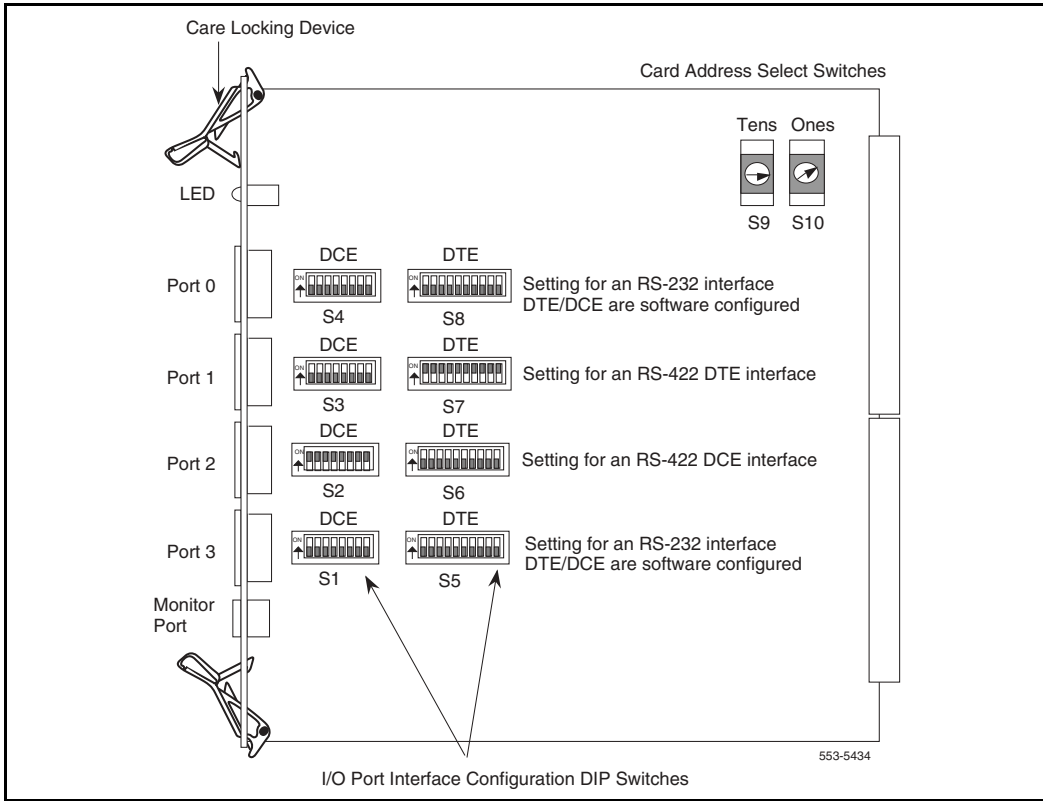 Care Locking Device
Card Address Select Switches
Tens Ones
LED
S9 S10
DCE DTE
Port 0
ON ON
Setting for an RS-232 interface
DTE/DCE are software configured
S4 S8
DCE DTE
Port 1
ON ON
Setting for an RS-422 DTE interface
S3 S7
DCE DTE
Port 2
ON ON
Setting for an RS-422 DCE interface
S2 S6
DCE DTE
Port 3
ON ON
Setting for an RS-232 interface
DTE/DCE are software configured
S1 S5
Monitor
Port
553-5434
I/O Port Interface Configuration DIP Switches